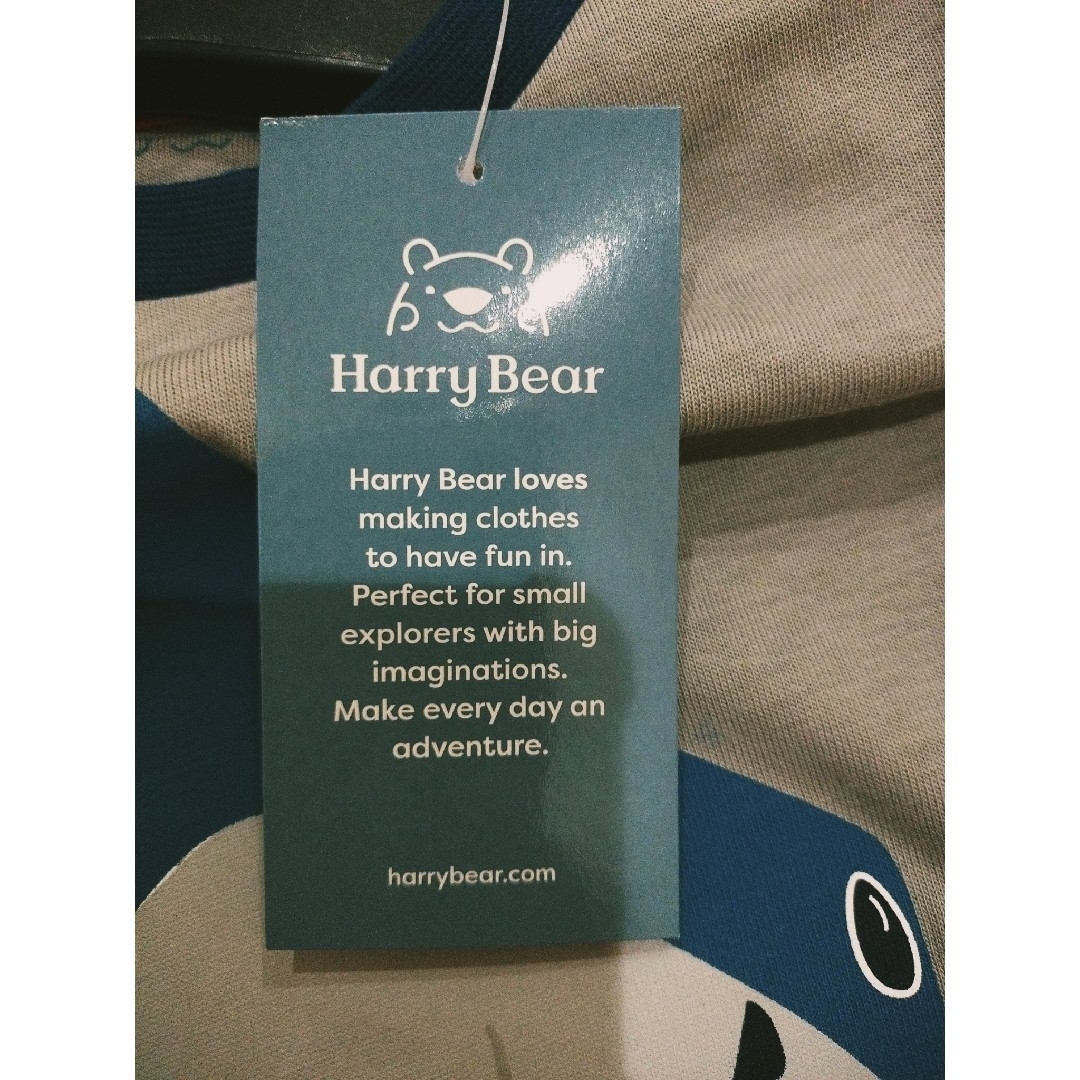 Harry Bear
Harry Bear loves
making clothes
to have fun in.
Perfect for small
explorers with big
imaginations.
Make every day an
adventure.
harrybear.com